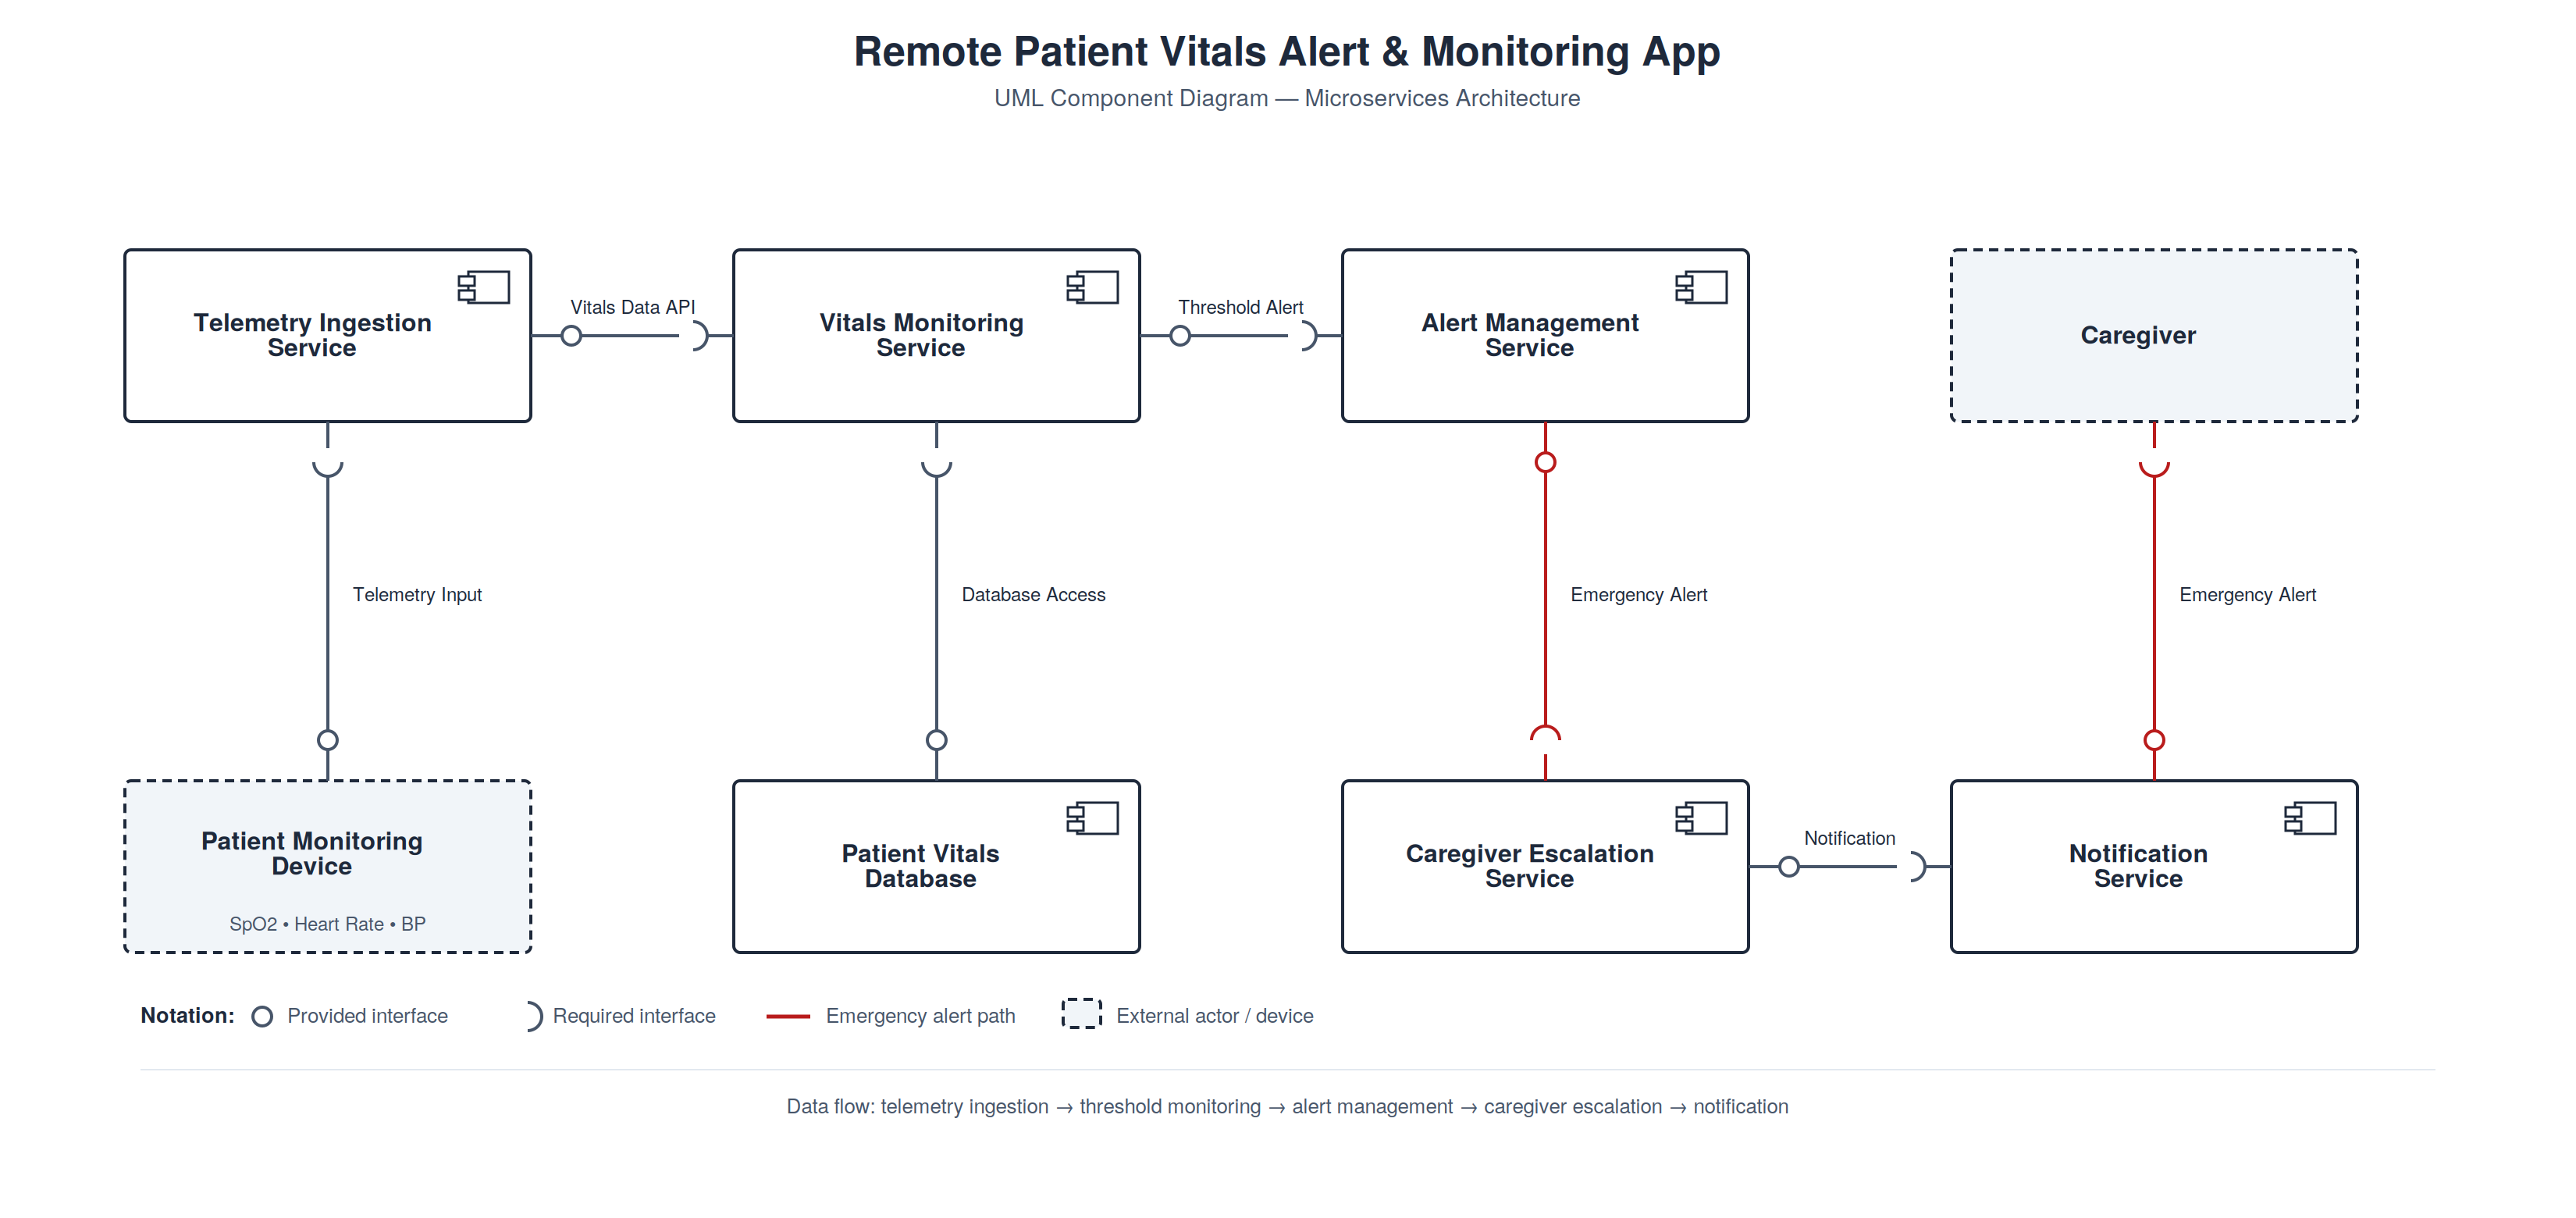 Remote Patient Vitals Alert & Monitoring App
UML Component Diagram — Microservices Architecture
Telemetry Ingestion
Service
Vitals Data API
Vitals Monitoring
Service
Threshold Alert
Alert Management
Service
Caregiver
Telemetry Input
Database Access
Emergency Alert
Emergency Alert
Patient Monitoring
Device
SpO2 • Heart Rate • BP
Patient Vitals
Database
Caregiver Escalation
Service
Notification
Notification
Service
Notation:
Provided interface
Required interface
Emergency alert path
External actor / device
Data flow: telemetry ingestion → threshold monitoring → alert management → caregiver escalation → notification